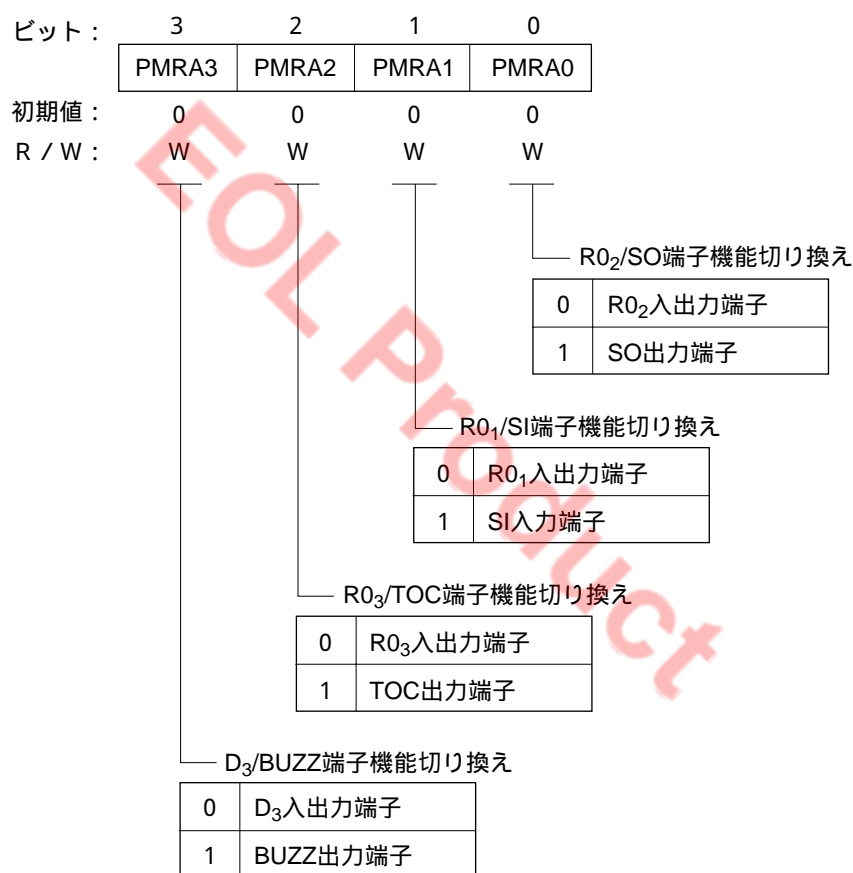 ビット： 3 2 1 0
PMRA3 PMRA2 PMRA1 PMRA0
初期値： 0 0 0 0
R／W： W W W W
R0₂/SO端子機能切り換え
0 R0₂入出力端子
1 SO出力端子
R0₁/SI端子機能切り換え
0 R0₁入出力端子
1 SI入力端子
R0₃/TOC端子機能切り換え
0 R0₃入出力端子
1 TOC出力端子
D₃/BUZZ端子機能切り換え
0 D₃入出力端子
1 BUZZ出力端子
EOL Product